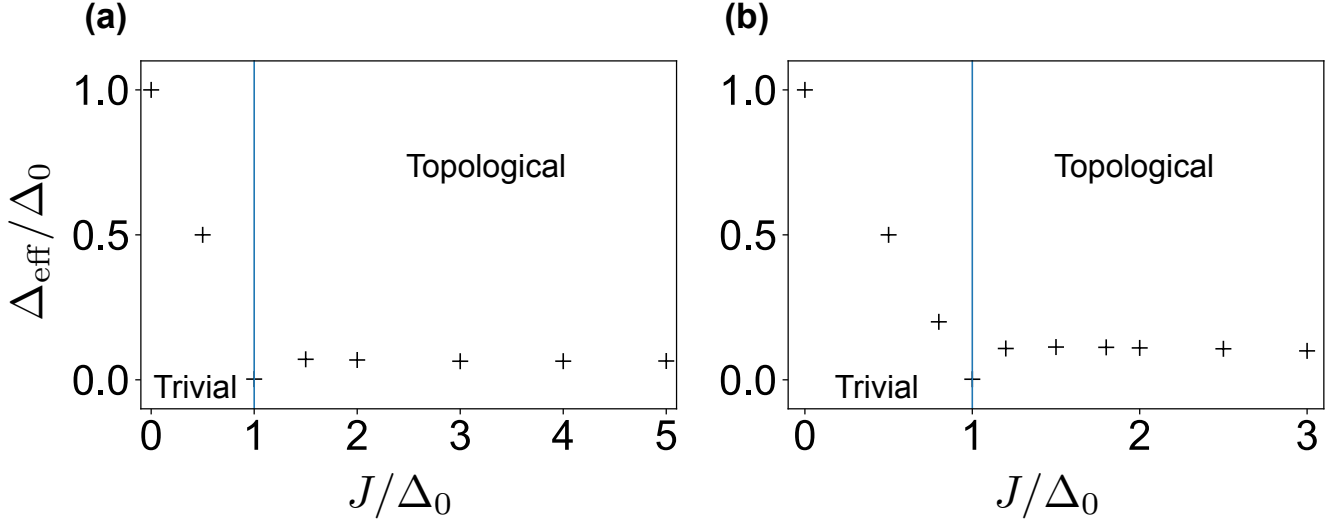 (a)
(b)
1.0
0.5
0.0
Δeff/Δ0
Topological
Trivial
0 1 2 3 4 5
J/Δ0
1.0
0.5
0.0
Topological
Trivial
0 1 2 3
J/Δ0